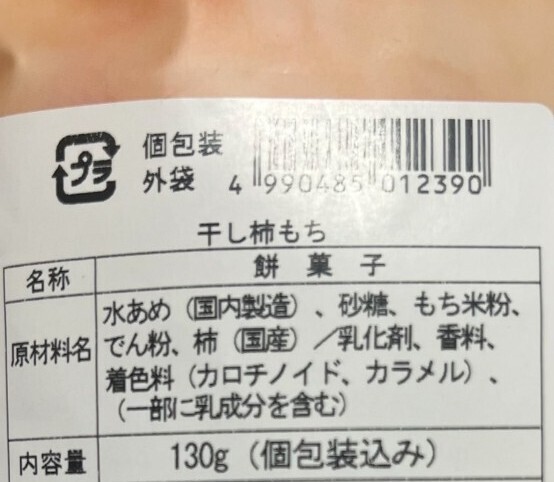 プラ
個包装
外袋
4 990485 012390
干し柿もち
名称 餅菓子
原材料名 水あめ（国内製造）、砂糖、もち米粉、
でん粉、柿（国産）／乳化剤、香料、
着色料（カロチノイド、カラメル）、
（一部に乳成分を含む）
内容量 130g（個包装込み）